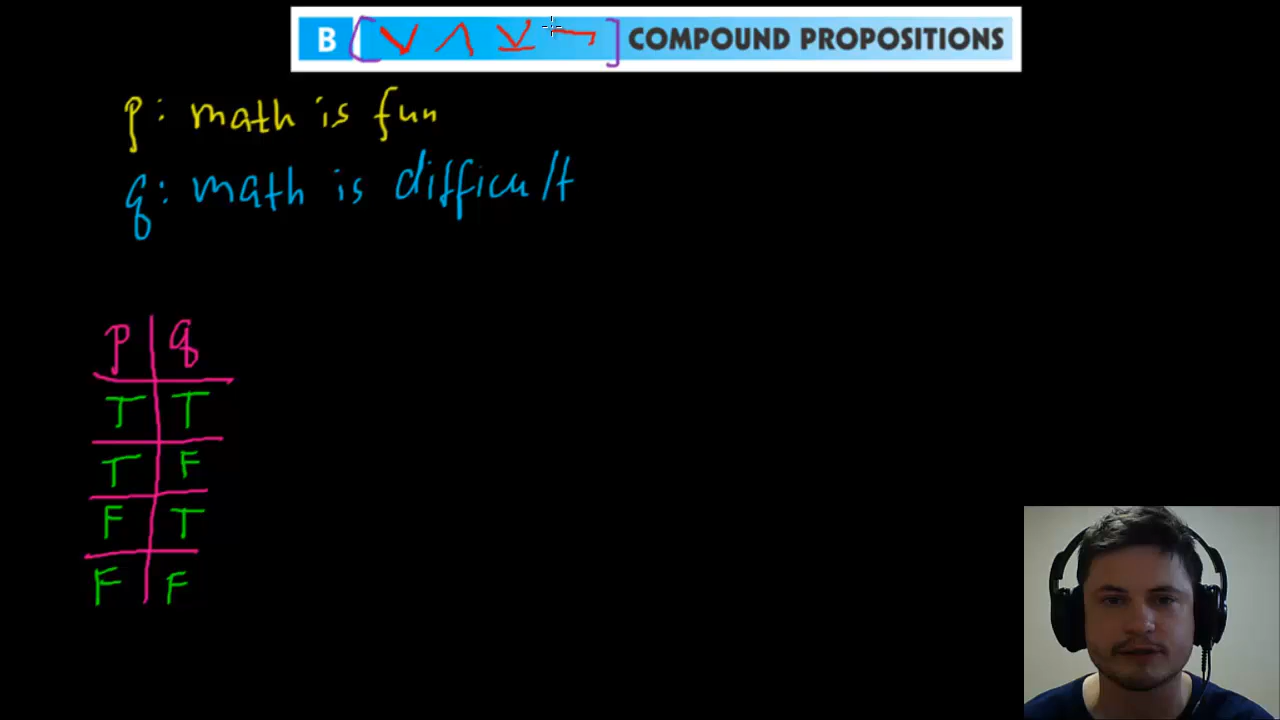 B [∨ ∧ ⊻ ¬] COMPOUND PROPOSITIONS
p: math is fun
q: math is difficult
p q
T T
T F
F T
F F